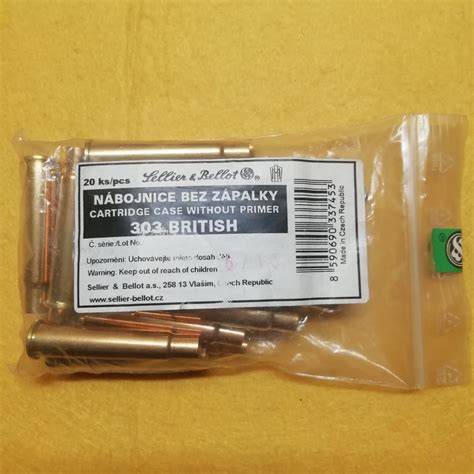 20 ks/pcs Sellier & Bellot
NÁBOJNICE BEZ ZÁPALKY
CARTRIDGE CASE WITHOUT PRIMER
303 BRITISH
Č. série:/Lot No.:
Upozornění: Uchovávejte mimo dosah dětí
Warning: Keep out of reach of children
Sellier & Bellot a.s., 258 13 Vlašim, Czech Republic
www.sellier-bellot.cz
8 590690 337453
Made in Czech Republic